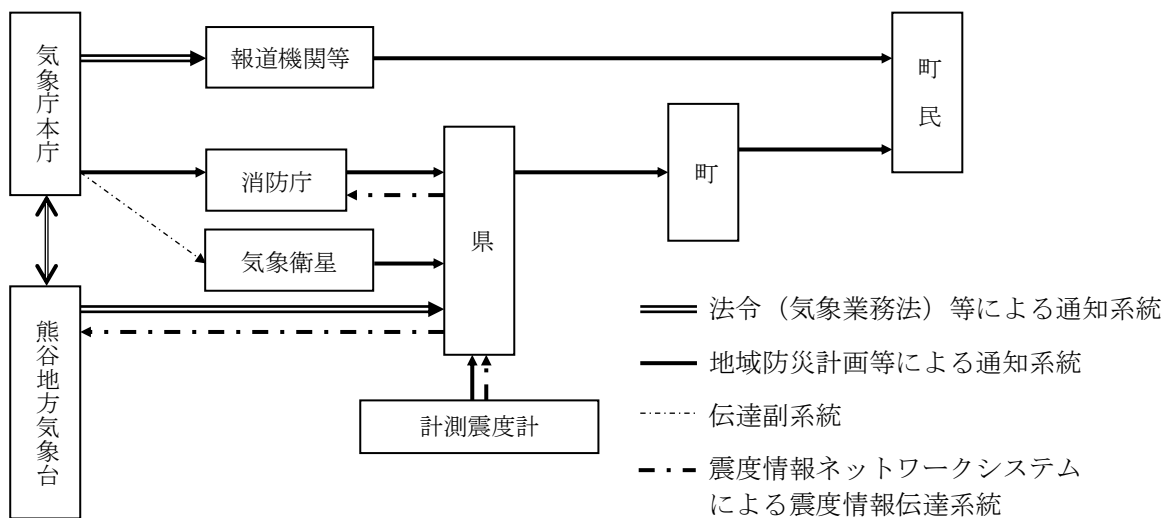 気象庁本庁
報道機関等
町民
消防庁
県
町
気象衛星
熊谷地方気象台
計測震度計
法令（気象業務法）等による通知系統
地域防災計画等による通知系統
伝達副系統
震度情報ネットワークシステム
による震度情報伝達系統